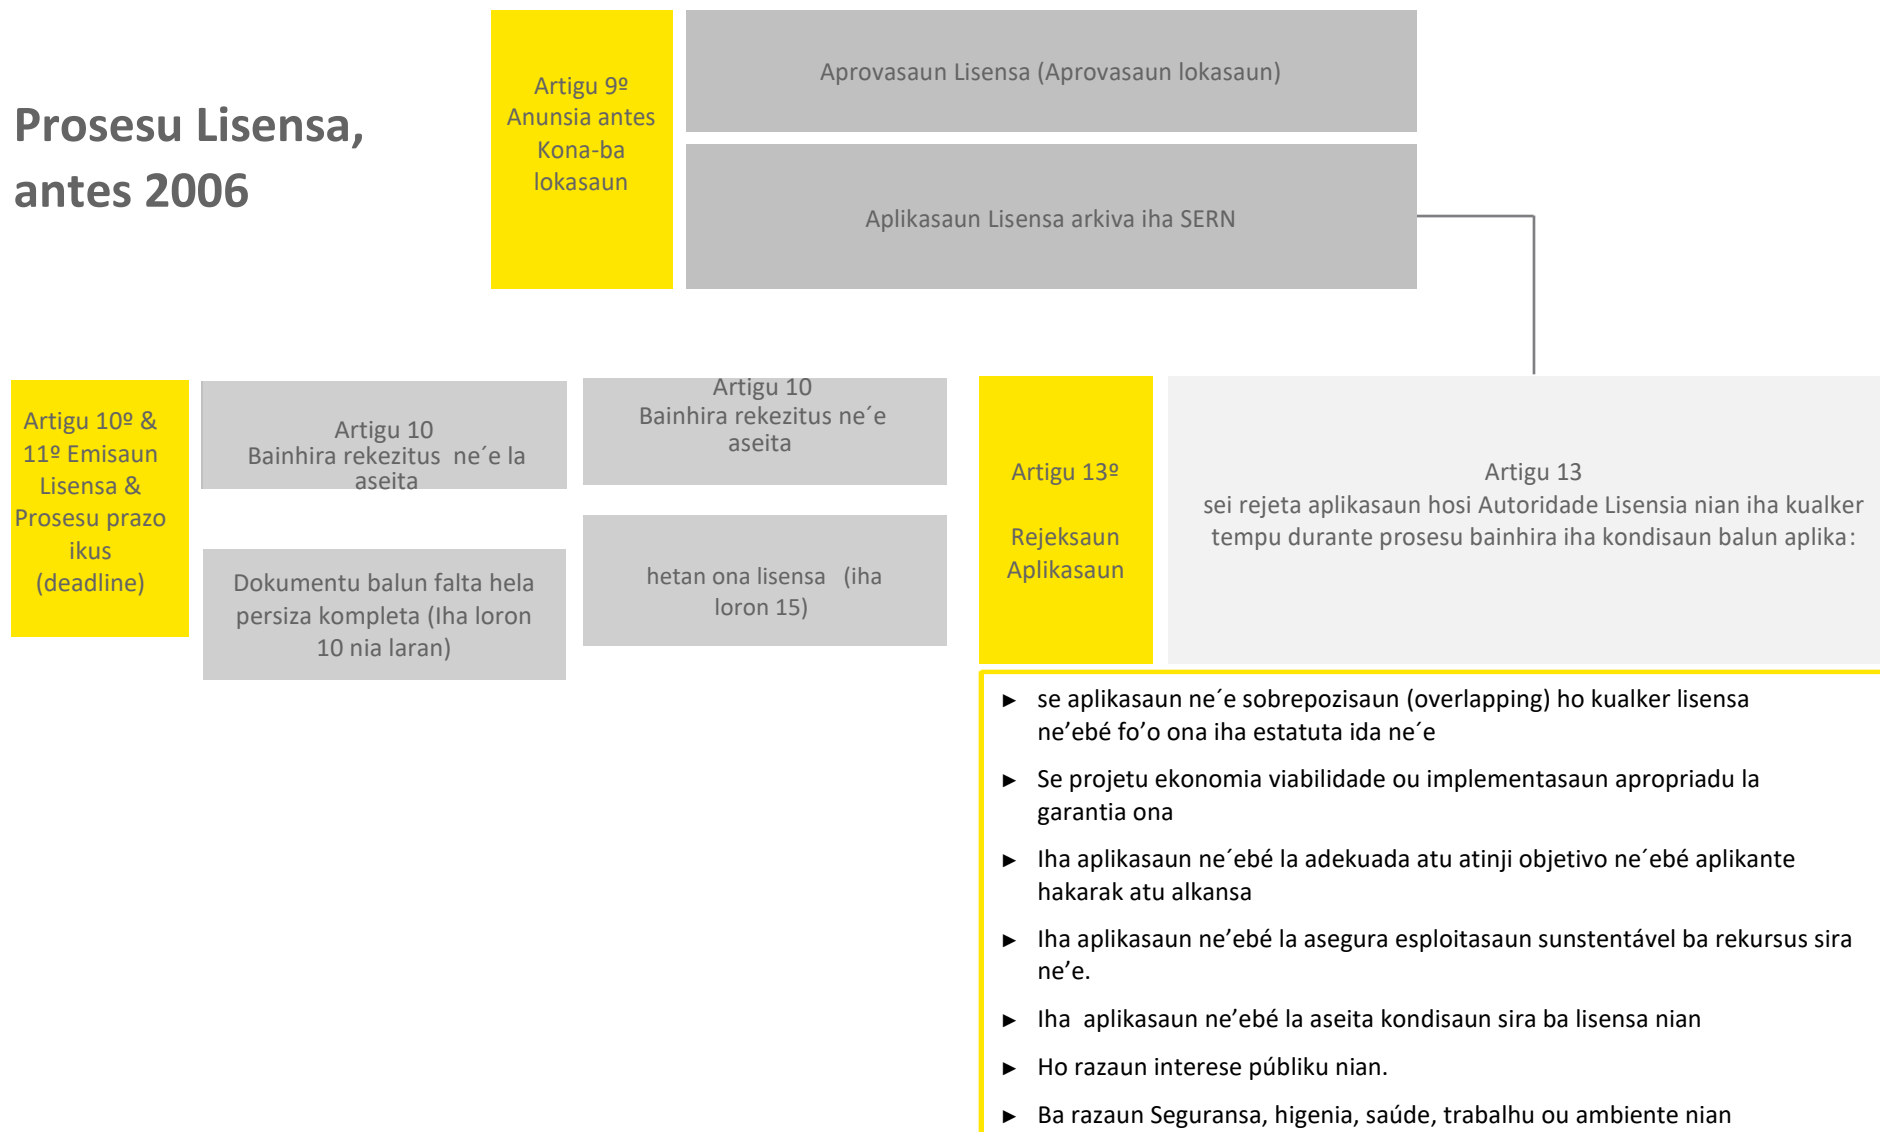 Prosesu Lisensa,
antes 2006
Artigu 9º
Anunsia antes
Kona-ba
lokasaun
Aprovasaun Lisensa (Aprovasaun lokasaun)
Aplikasaun Lisensa arkiva iha SERN
Artigu 10º &
11º Emisaun
Lisensa &
Prosesu prazo
ikus
(deadline)
Artigu 10
Bainhira rekezitus  ne´e la
aseita
Dokumentu balun falta hela
persiza kompleta (Iha loron
10 nia laran)
Artigu 10
Bainhira rekezitus ne´e
aseita
hetan ona lisensa   (iha
loron 15)
Artigu 13º
Rejeksaun
Aplikasaun
Artigu 13
sei rejeta aplikasaun hosi Autoridade Lisensia nian iha kualker
tempu durante prosesu bainhira iha kondisaun balun aplika:
► se aplikasaun ne´e sobrepozisaun (overlapping) ho kualker lisensa
ne’ebé fo’o ona iha estatuta ida ne´e
► Se projetu ekonomia viabilidade ou implementasaun apropriadu la
garantia ona
► Iha aplikasaun ne´ebé la adekuada atu atinji objetivo ne´ebé aplikante
hakarak atu alkansa
► Iha aplikasaun ne’ebé la asegura esploitasaun sunstentável ba rekursus sira
ne’e.
► Iha  aplikasaun ne’ebé la aseita kondisaun sira ba lisensa nian
► Ho razaun interese públiku nian.
► Ba razaun Seguransa, higenia, saúde, trabalhu ou ambiente nian